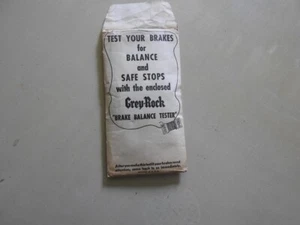 TEST YOUR BRAKES
for
BALANCE
and
SAFE STOPS
with the enclosed
Grey-Rock
"BRAKE BALANCE TESTER"